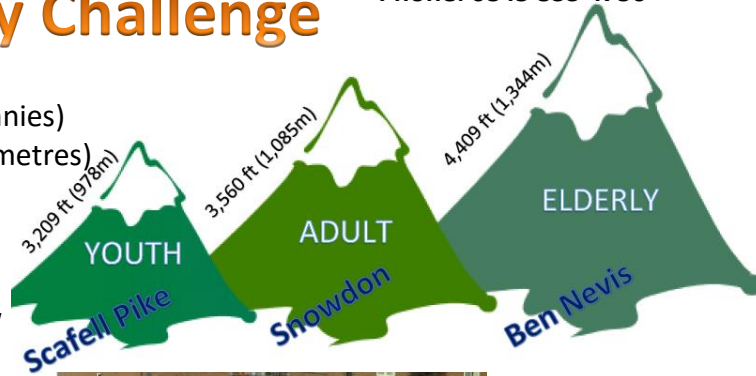 y Challenge
nnies)
metres)
3,209 ft (978m)
3,560 ft (1,085m)
4,409 ft (1,344m)
YOUTH
ADULT
ELDERLY
Scafell Pike
Snowdon
Ben Nevis